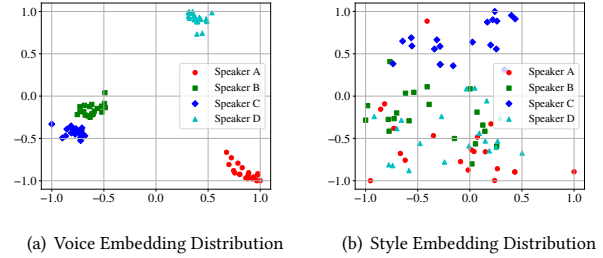 1.0
0.5
0.0
−0.5
−1.0
−1.0 −0.5 0.0 0.5 1.0
Speaker A
Speaker B
Speaker C
Speaker D
(a) Voice Embedding Distribution
1.0
0.5
0.0
−0.5
−1.0
−1.0 −0.5 0.0 0.5 1.0
Speaker A
Speaker B
Speaker C
Speaker D
(b) Style Embedding Distribution